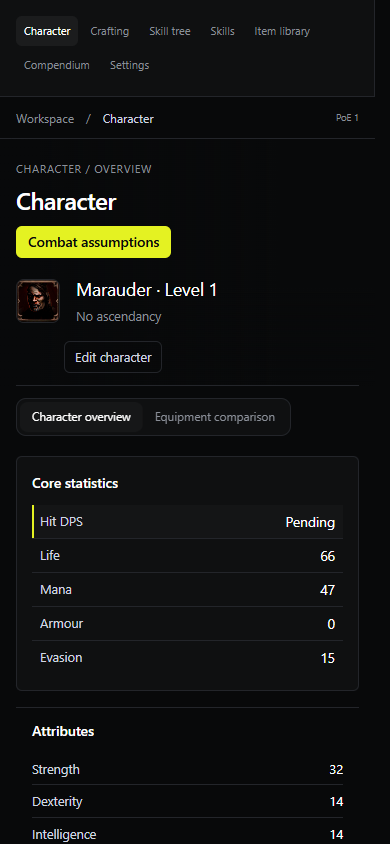 Character Crafting Skill tree Skills Item library
Compendium Settings
Workspace / Character PoE 1
CHARACTER / OVERVIEW
Character
Combat assumptions
Marauder · Level 1
No ascendancy
Edit character
Character overview Equipment comparison
Core statistics
Hit DPS Pending
Life 66
Mana 47
Armour 0
Evasion 15
Attributes
Strength 32
Dexterity 14
Intelligence 14